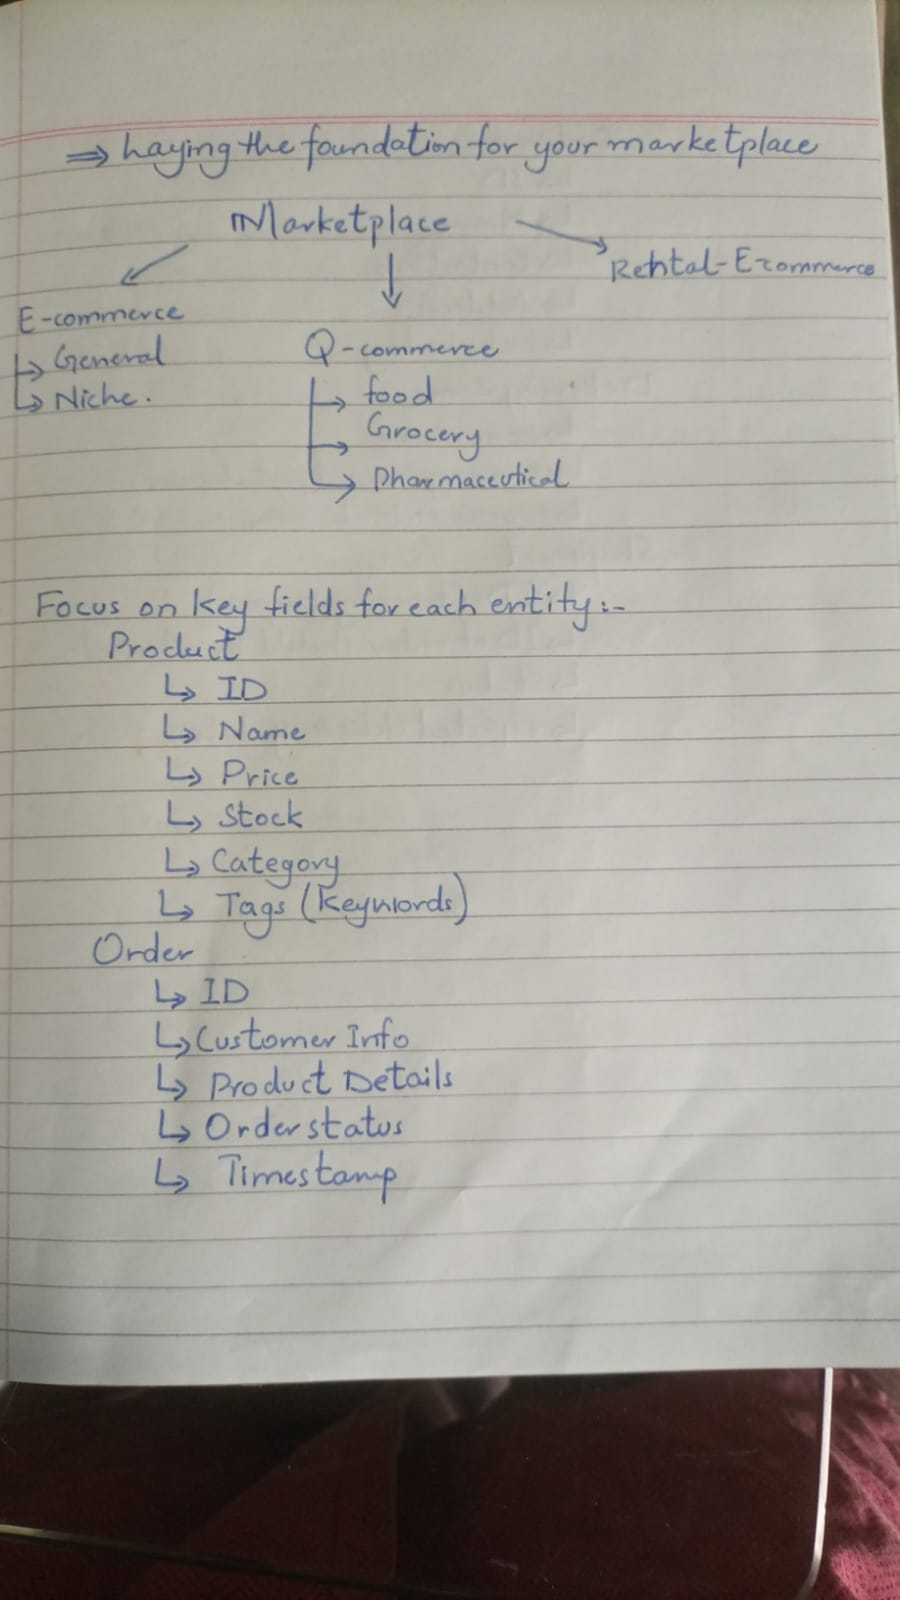 ⇒ Laying the foundation for your marketplace
Marketplace
E-commerce
↳ General
↳ Niche.
Q-commerce
↳ food
↳ Grocery
↳ Pharmaceutical
Rental-Ecommerce
Focus on key fields for each entity:-
Product
↳ ID
↳ Name
↳ Price
↳ Stock
↳ Category
↳ Tags (Keywords)
Order
↳ ID
↳ Customer Info
↳ Product Details
↳ Order status
↳ Timestamp